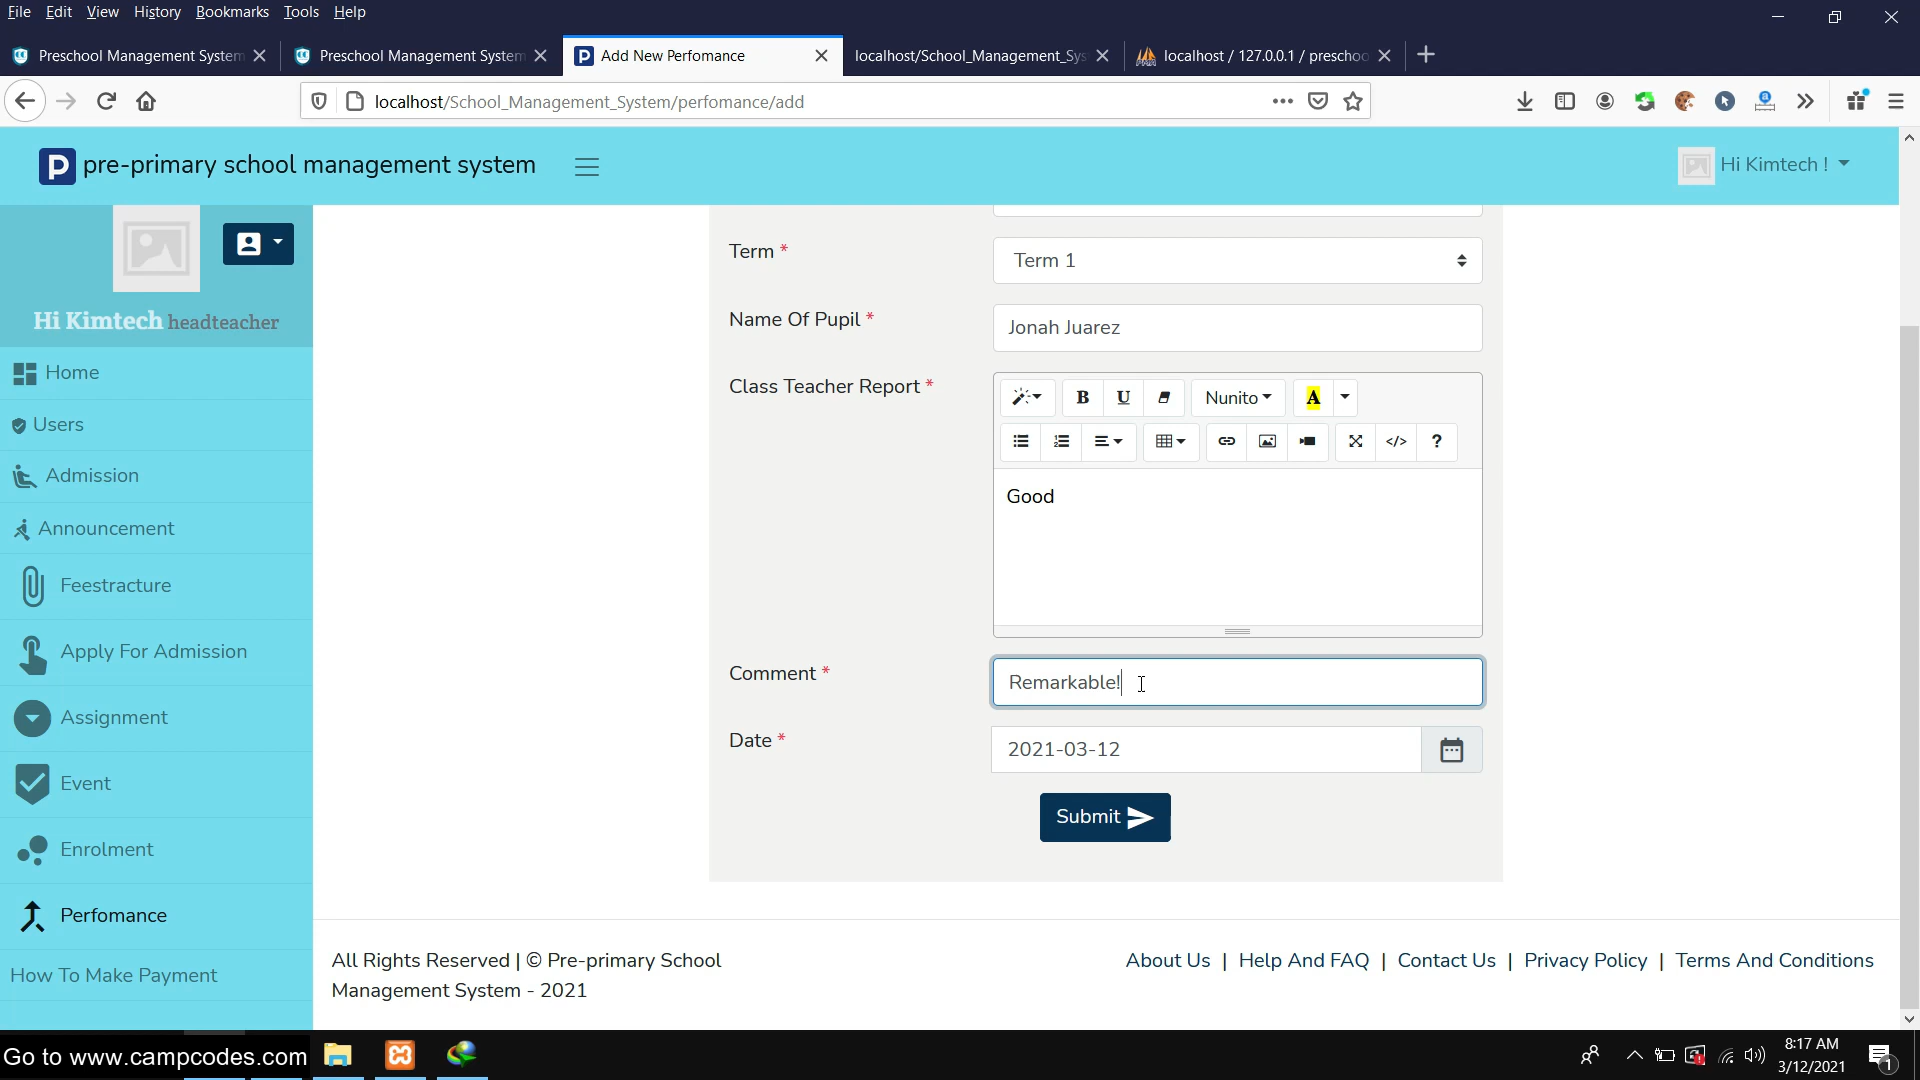 File Edit View History Bookmarks Tools Help
Preschool Management System
Preschool Management System
Add New Perfomance
localhost/School_Management_Sys
localhost / 127.0.0.1 / preschoo
localhost/School_Management_System/perfomance/add
P pre-primary school management system
Hi Kimtech !
Hi Kimtech headteacher
Home
Users
Admission
Announcement
Feestracture
Apply For Admission
Assignment
Event
Enrolment
Perfomance
How To Make Payment
Term *
Term 1
Name Of Pupil *
Jonah Juarez
Class Teacher Report *
B U Nunito A
</> ?
Good
Comment *
Remarkable!
Date *
2021-03-12
Submit
All Rights Reserved | © Pre-primary School
Management System - 2021
About Us | Help And FAQ | Contact Us | Privacy Policy | Terms And Conditions
Go to www.campcodes.com
8:17 AM
3/12/2021
1